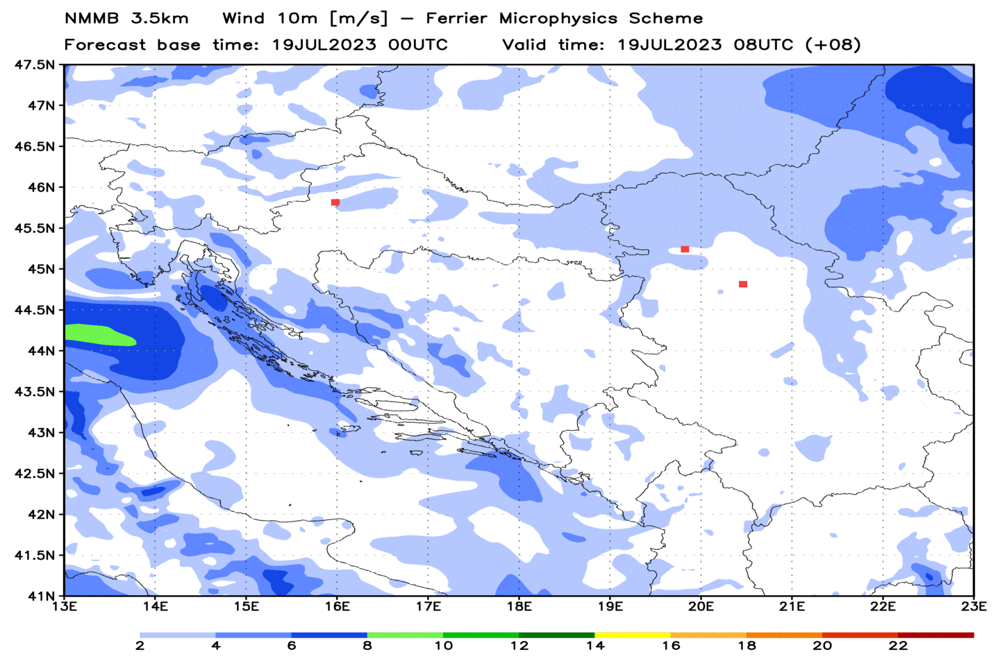 NMMB 3.5km Wind 10m [m/s] – Ferrier Microphysics Scheme
Forecast base time: 19JUL2023 00UTC Valid time: 19JUL2023 08UTC (+08)
47.5N
47N
46.5N
46N
45.5N
45N
44.5N
44N
43.5N
43N
42.5N
42N
41.5N
41N
13E 14E 15E 16E 17E 18E 19E 20E 21E 22E 23E
2 4 6 8 10 12 14 16 18 20 22